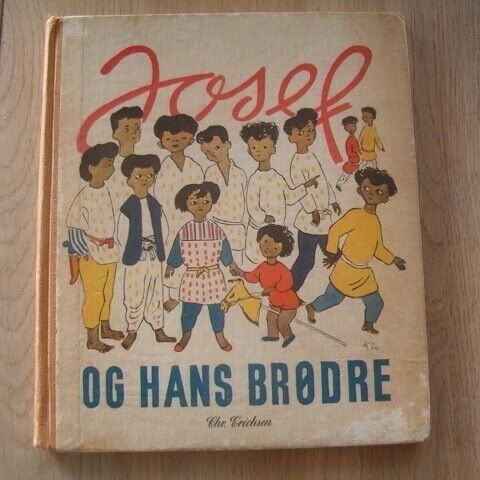 Josef
OG HANS BRØDRE
Chr. Erichsen